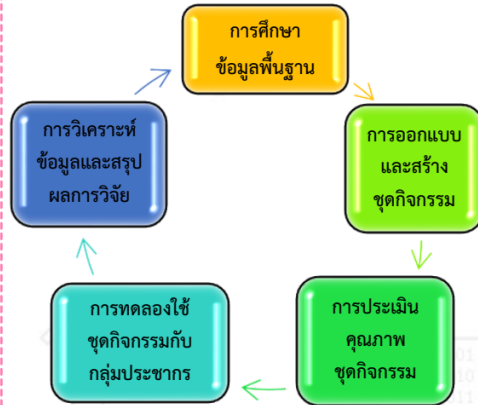 การศึกษา
ข้อมูลพื้นฐาน
การออกแบบ
และสร้าง
ชุดกิจกรรม
การประเมิน
คุณภาพ
ชุดกิจกรรม
การทดลองใช้
ชุดกิจกรรมกับ
กลุ่มประชากร
การวิเคราะห์
ข้อมูลและสรุป
ผลการวิจัย